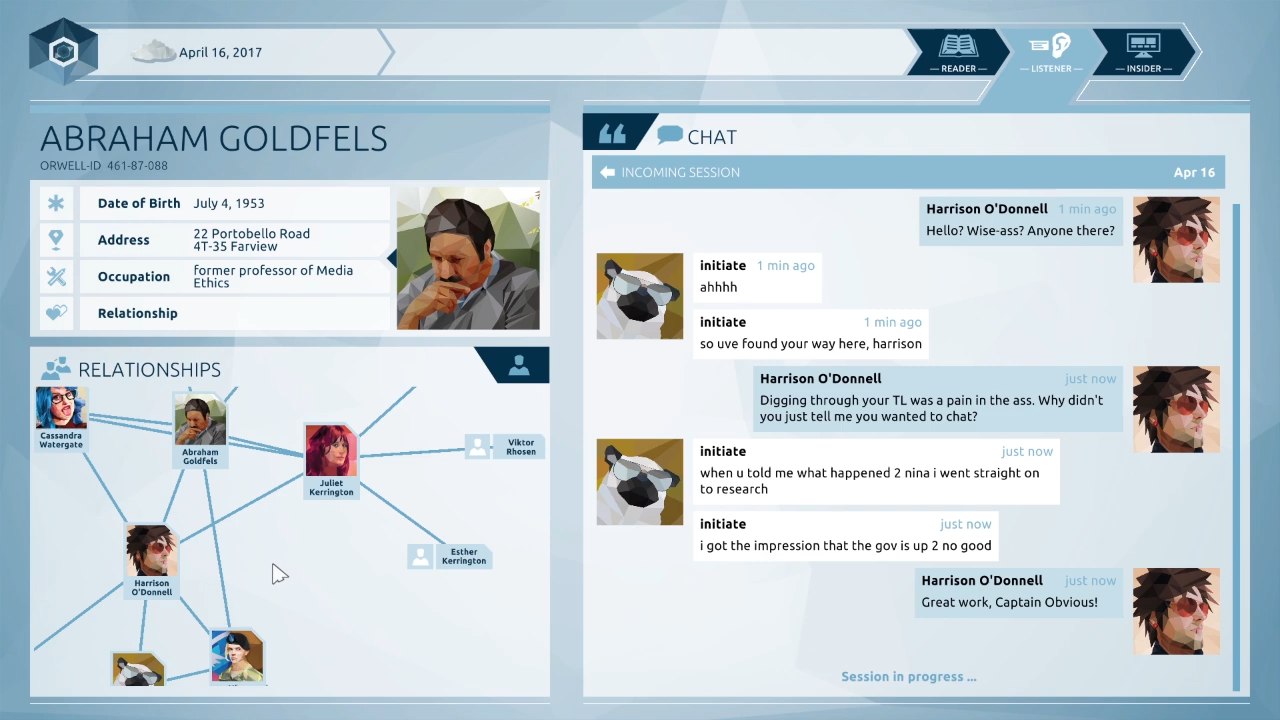 April 16, 2017
— READER —
— LISTENER —
— INSIDER —
ABRAHAM GOLDFELS
ORWELL-ID 461-87-088
Date of Birth July 4, 1953
Address 22 Portobello Road
4T-35 Farview
Occupation former professor of Media
Ethics
Relationship
RELATIONSHIPS
Cassandra
Watergate
Abraham
Goldfels
Juliet
Kerrington
Viktor
Rhosen
Esther
Kerrington
Harrison
O'Donnell
CHAT
INCOMING SESSION Apr 16
Harrison O'Donnell 1 min ago
Hello? Wise-ass? Anyone there?
initiate 1 min ago
ahhhh
initiate 1 min ago
so uve found your way here, harrison
Harrison O'Donnell just now
Digging through your TL was a pain in the ass. Why didn't
you just tell me you wanted to chat?
initiate just now
when u told me what happened 2 nina i went straight on
to research
initiate just now
i got the impression that the gov is up 2 no good
Harrison O'Donnell just now
Great work, Captain Obvious!
Session in progress ...